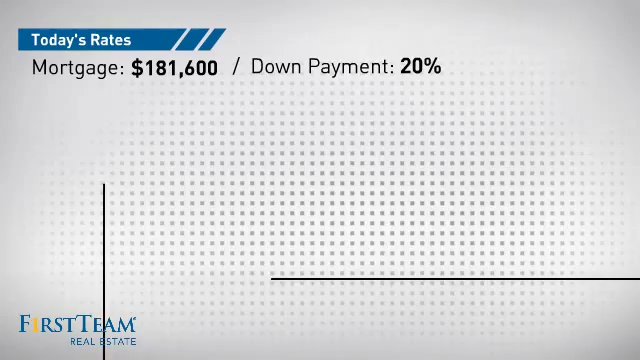 Today's Rates
Mortgage: $181,600 / Down Payment: 20%
FIRSTTEAM®
REAL ESTATE